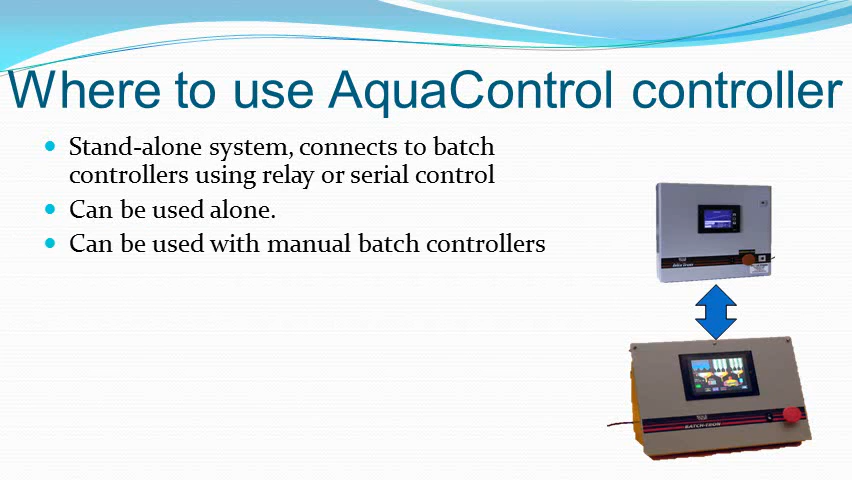 Where to use AquaControl controller
Stand-alone system, connects to batch
controllers using relay or serial control
Can be used alone.
Can be used with manual batch controllers
BATCH-TRON